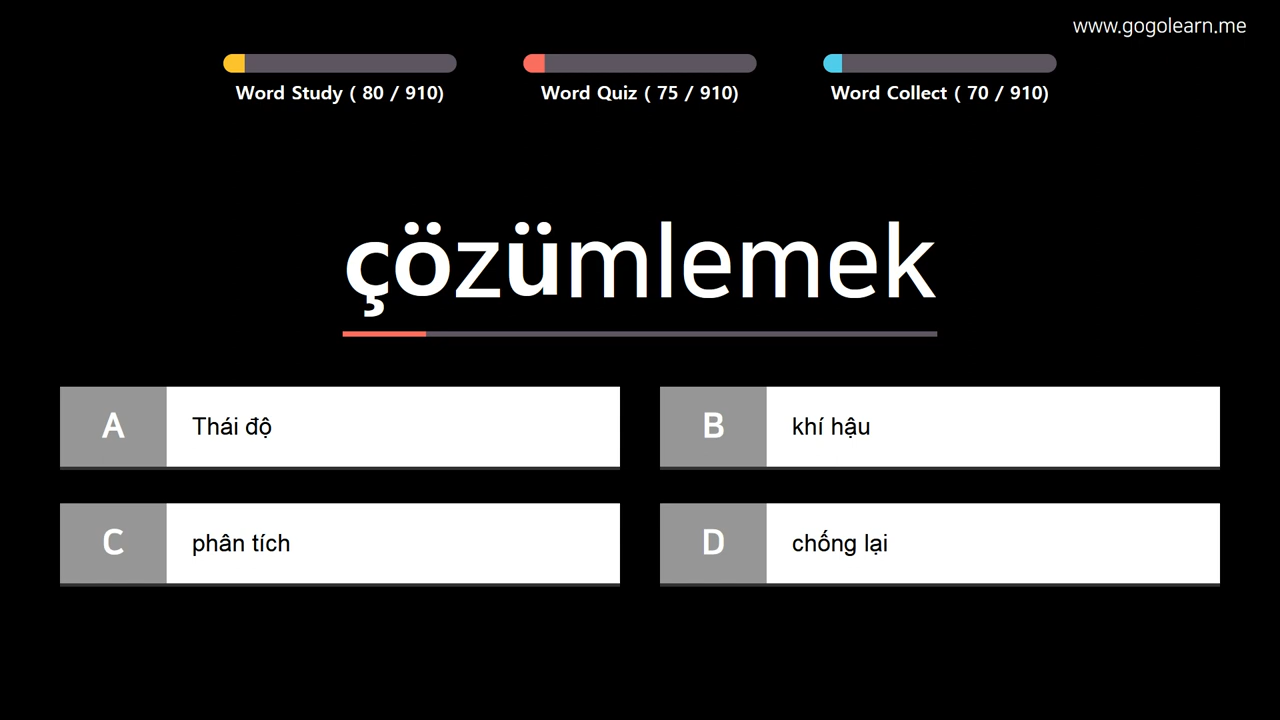 www.gogolearn.me
Word Study ( 80 / 910)
Word Quiz ( 75 / 910)
Word Collect ( 70 / 910)
çözümlemek
A Thái độ
B khí hậu
C phân tích
D chống lại